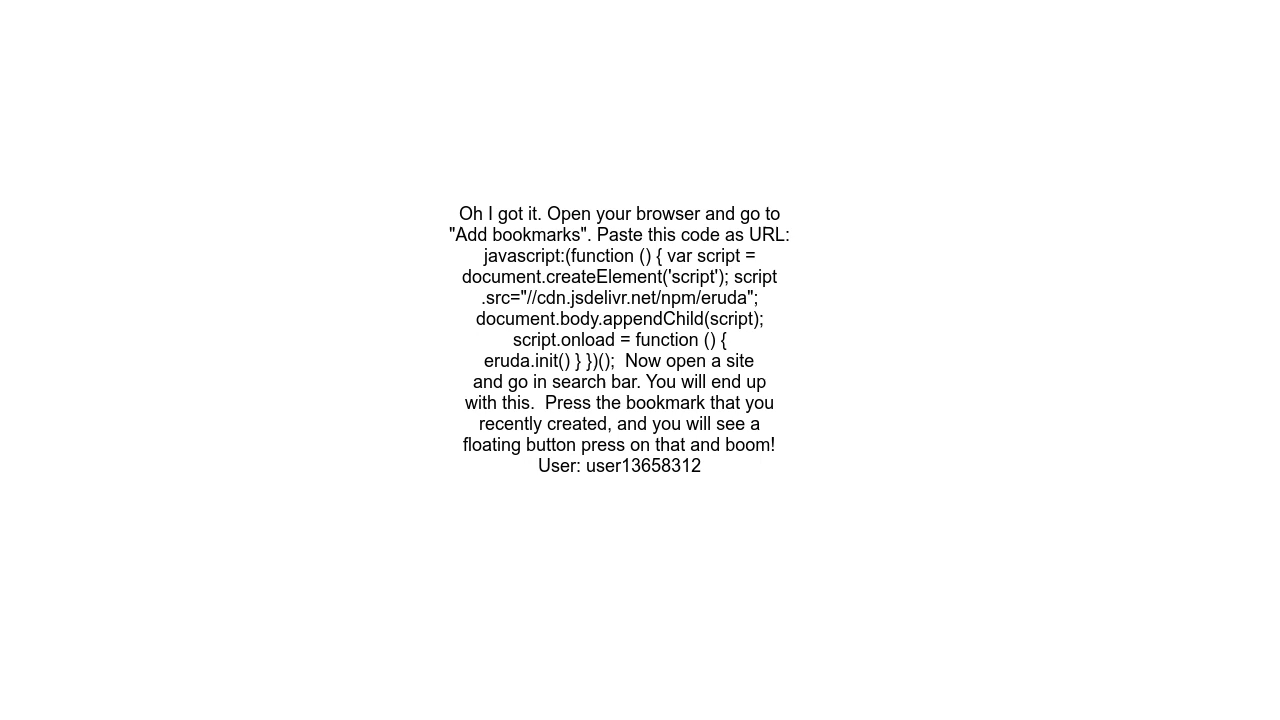 Oh I got it. Open your browser and go to
"Add bookmarks". Paste this code as URL:
javascript:(function () { var script =
document.createElement('script'); script
.src="//cdn.jsdelivr.net/npm/eruda";
document.body.appendChild(script);
script.onload = function () {
eruda.init() } })();  Now open a site
and go in search bar. You will end up
with this.  Press the bookmark that you
recently created, and you will see a
floating button press on that and boom!
User: user13658312